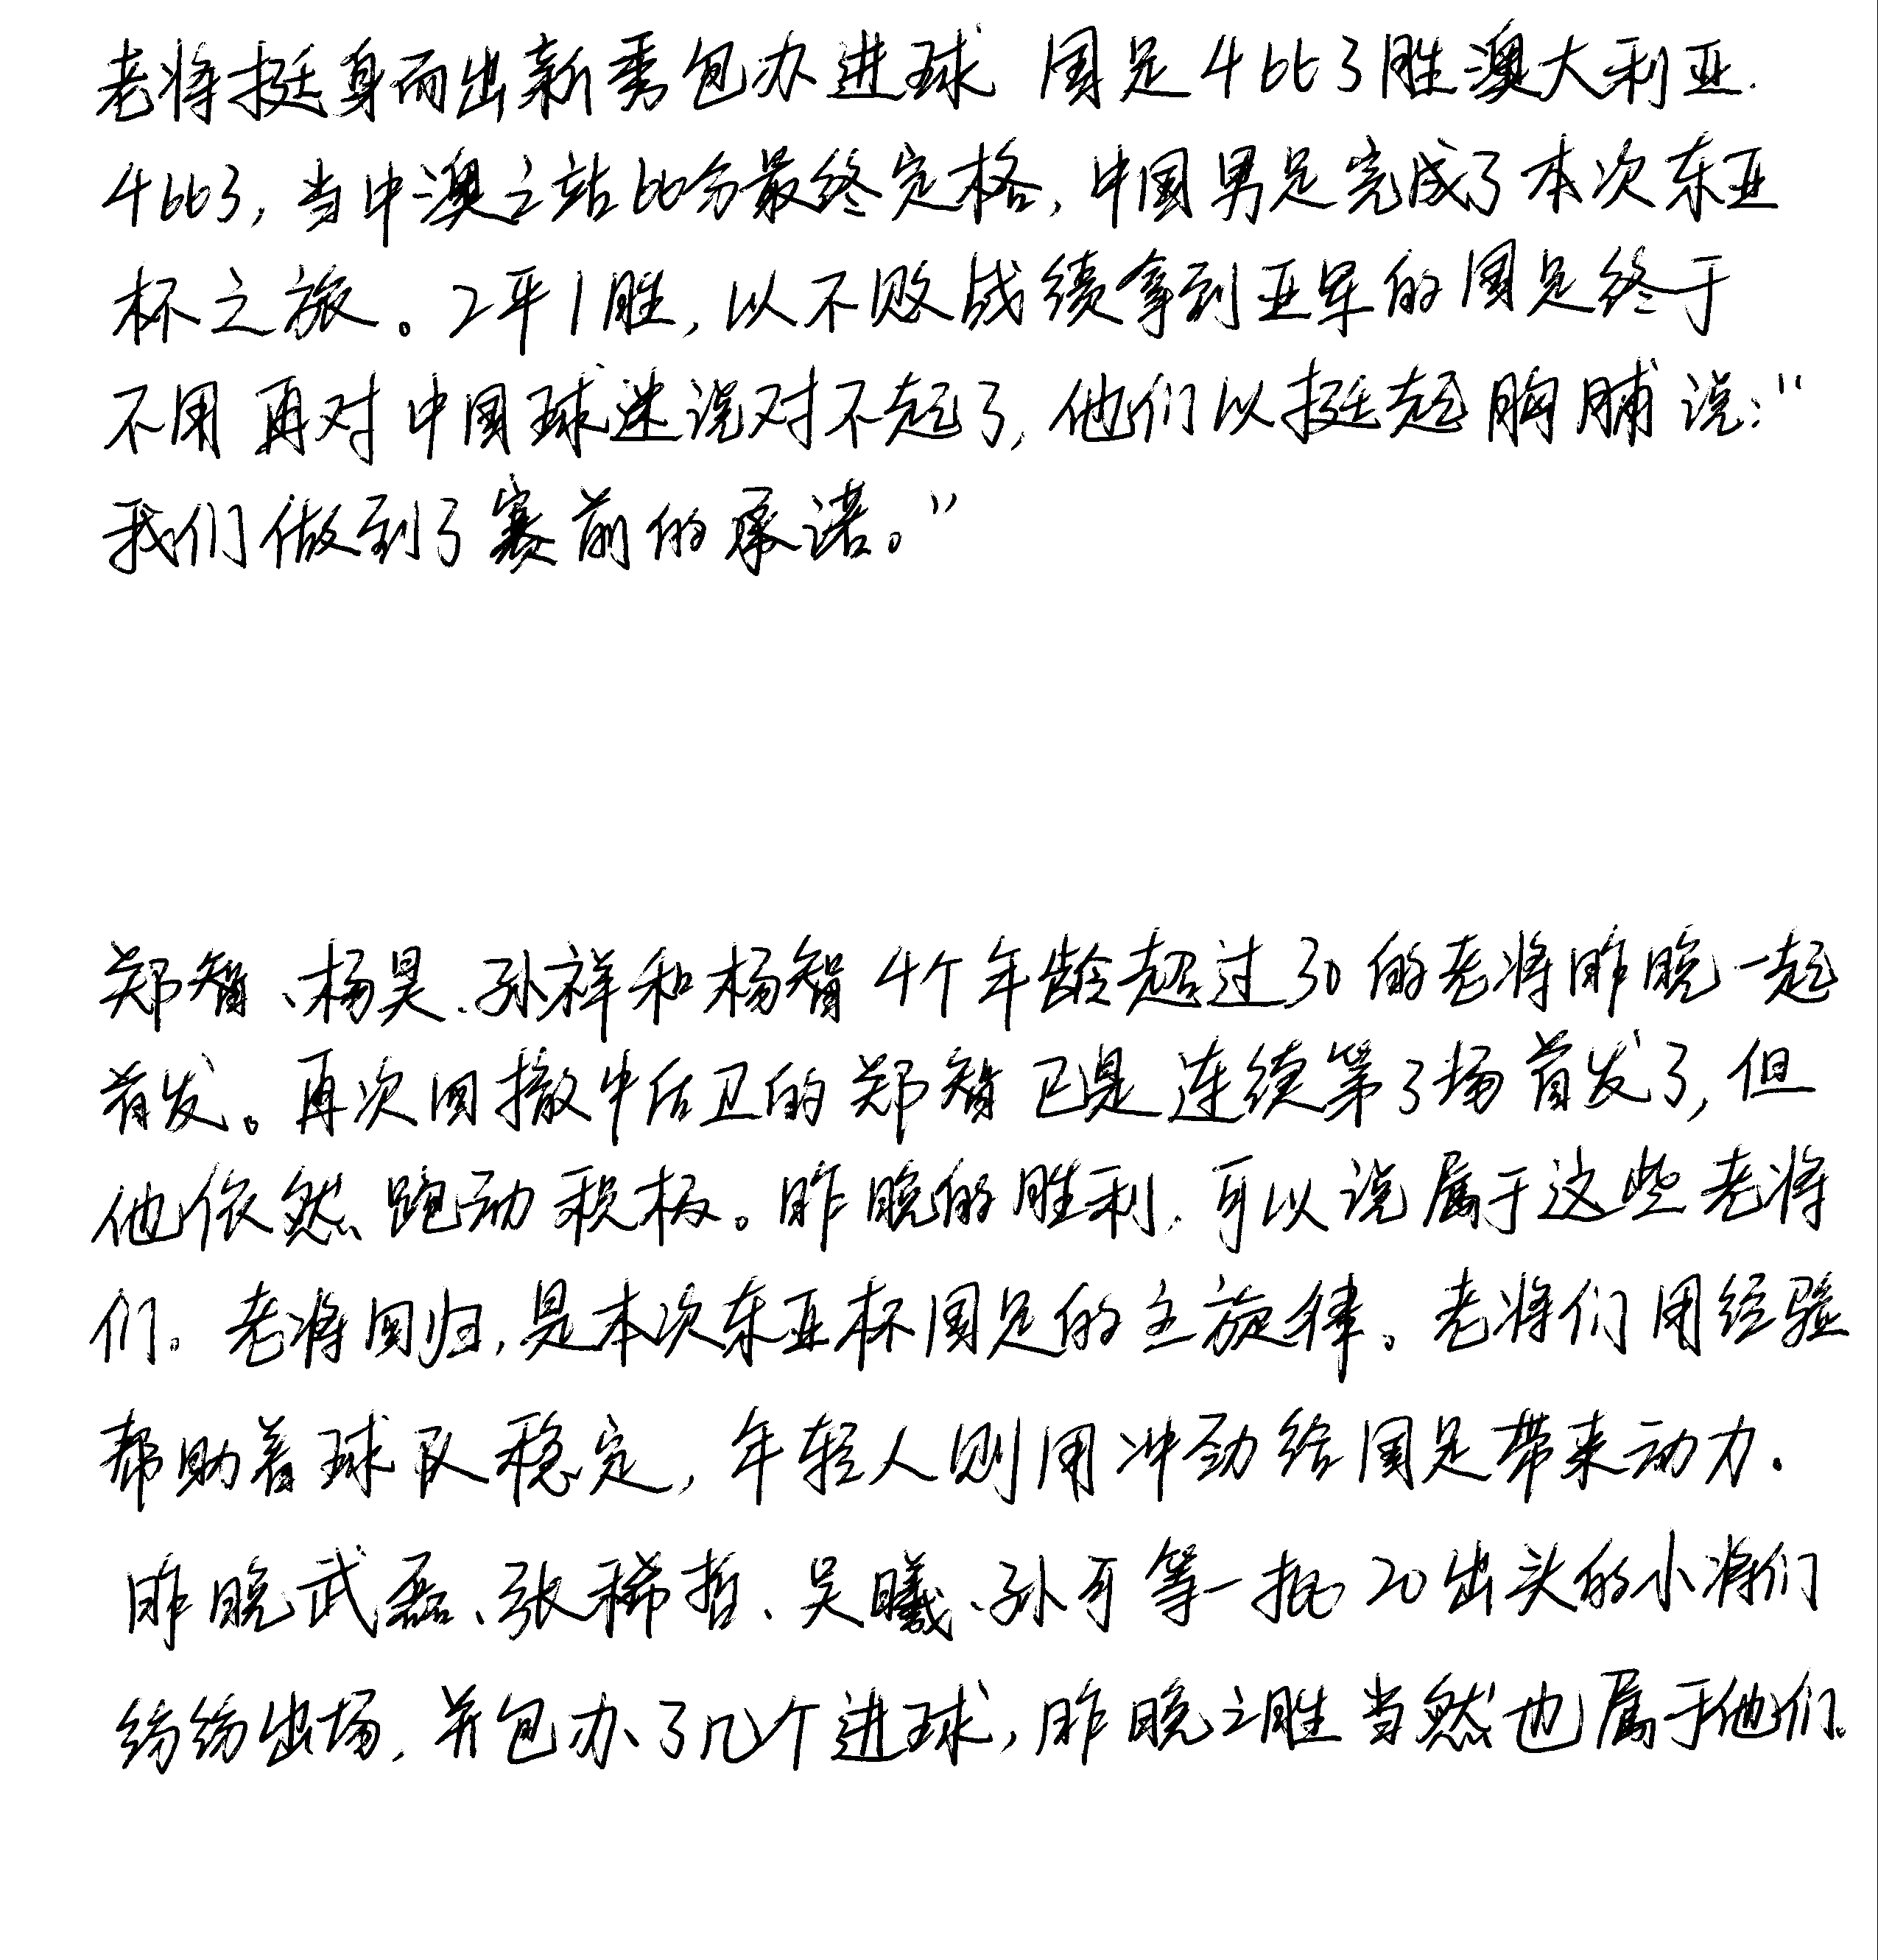 老将挺身而出新秀包办进球 国足4比3胜澳大利亚.
4比3,当中澳之站比分最终定格,中国男足完成了本次东亚
杯之旅。2平1胜,以不败战绩拿到亚军的国足终于
不用再对中国球迷说对不起了,他们以挺起胸脯说:"
我们做到了赛前的承诺。"
郑智、杨昊、孙祥和杨智4个年龄超过30的老将昨晚一起
首发。再次回撤中后卫的郑智已是连续第3场首发了,但
他依然跑动积极。昨晚的胜利,可以说属于这些老将
们。老将回归,是本次东亚杯国足的主旋律。老将们用经验
帮助着球队稳定,年轻人则用冲劲给国足带来动力.
昨晚武磊、张稀哲、吴曦、孙可等一批20出头的小将们
纷纷出场,并包办了几个进球,昨晚之胜当然也属于他们。